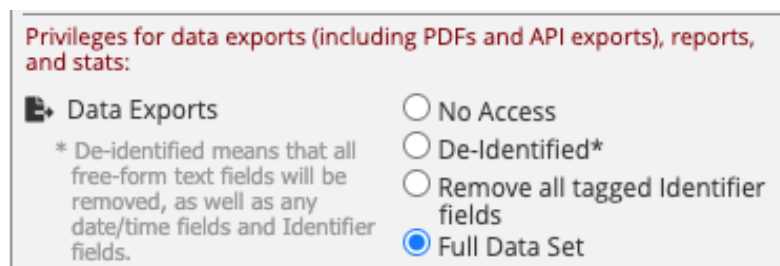 Privileges for data exports (including PDFs and API exports), reports,
and stats:
Data Exports
* De-identified means that all
free-form text fields will be
removed, as well as any
date/time fields and Identifier
fields.
No Access
De-Identified*
Remove all tagged Identifier
fields
Full Data Set